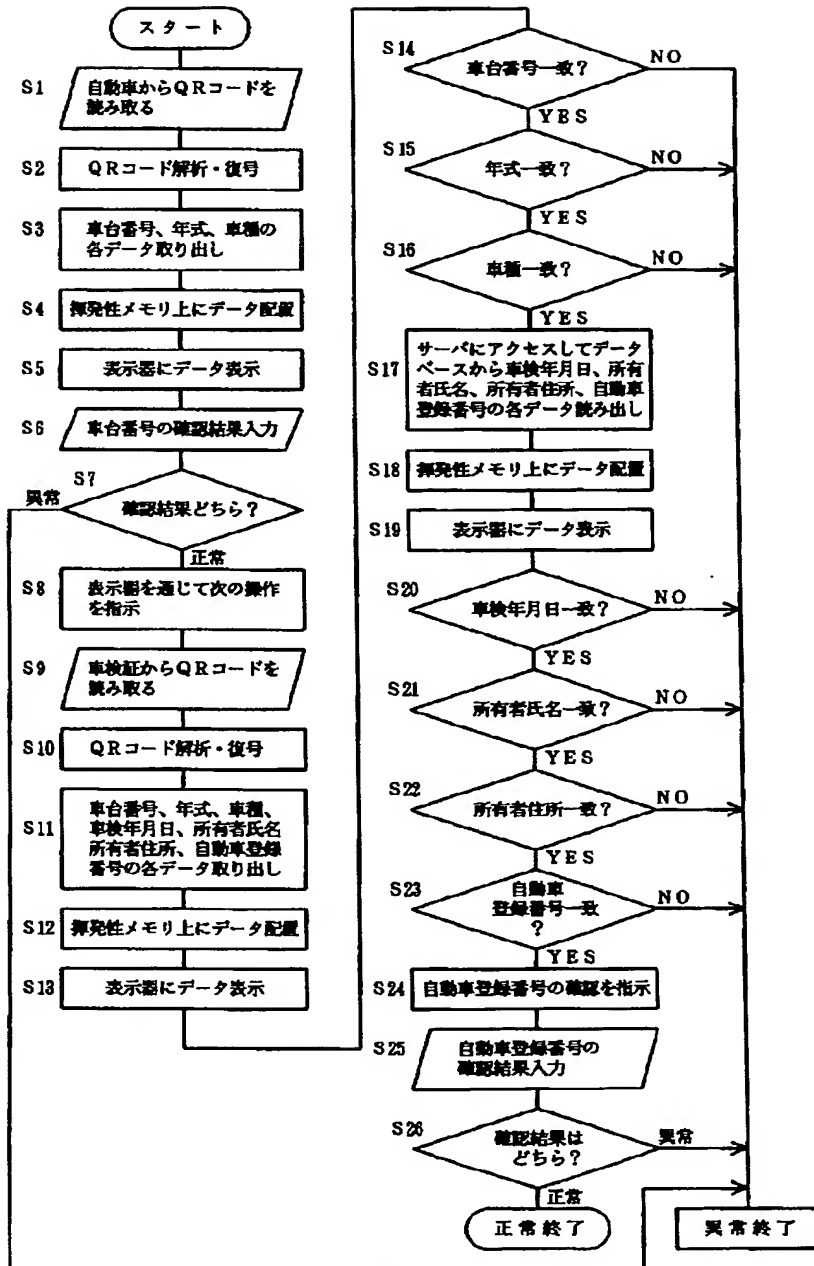 スタート
S1
自動車からQRコードを
読み取る
S2
QRコード解析・復号
S3
車台番号、年式、車種の
各データ取り出し
S4
揮発性メモリ上にデータ配置
S5
表示器にデータ表示
S6
車台番号の確認結果入力
S7
異常
確認結果どちら?
正常
S8
表示器を通じて次の操作
を指示
S9
車検証からQRコードを
読み取る
S10
QRコード解析・復号
S11
車台番号、年式、車種、
車検年月日、所有者氏名
所有者住所、自動車登録
番号の各データ取り出し
S12
揮発性メモリ上にデータ配置
S13
表示器にデータ表示
S14
車台番号一致?
NO
YES
S15
年式一致?
NO
YES
S16
車種一致?
NO
YES
S17
サーバにアクセスしてデータ
ベースから車検年月日、所有
者氏名、所有者住所、自動車
登録番号の各データ読み出し
S18
揮発性メモリ上にデータ配置
S19
表示器にデータ表示
S20
車検年月日一致?
NO
YES
S21
所有者氏名一致?
NO
YES
S22
所有者住所一致?
NO
YES
S23
自動車
登録番号一致
?
NO
YES
S24
自動車登録番号の確認を指示
S25
自動車登録番号の
確認結果入力
S26
確認結果は
どちら?
異常
正常
正常終了
異常終了